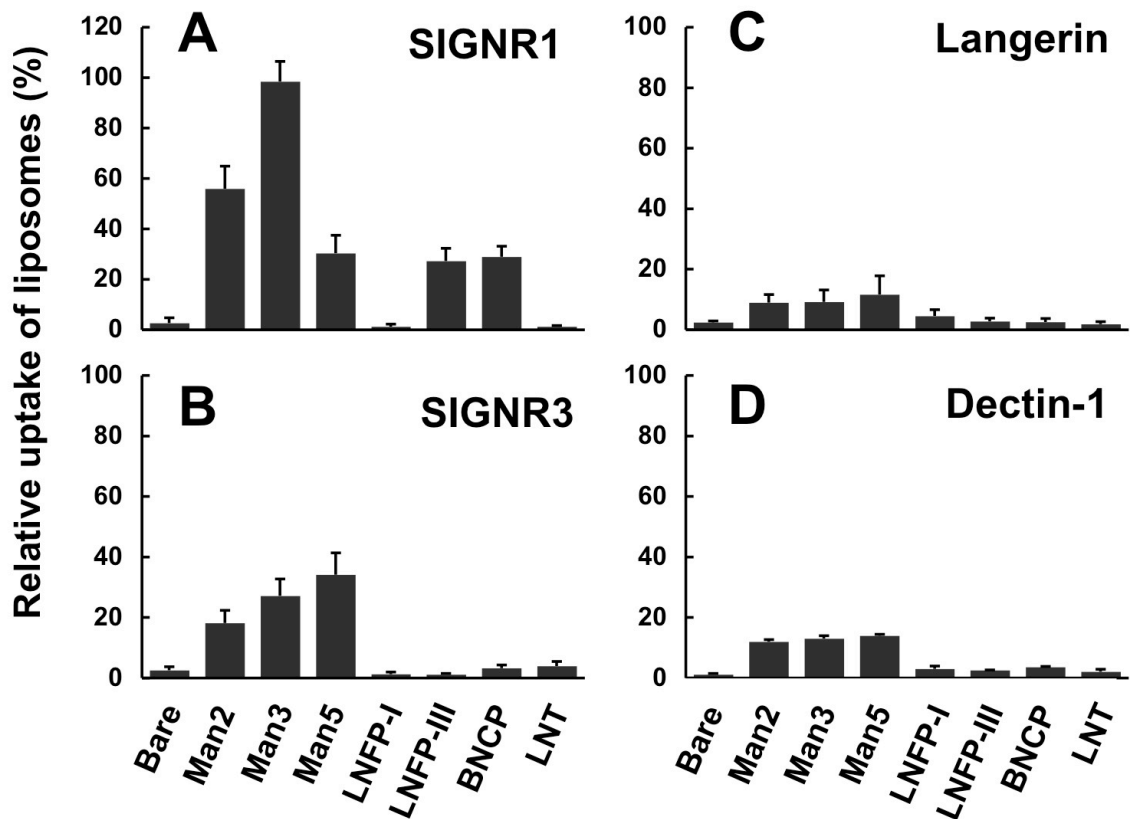 Relative uptake of liposomes (%)
A
SIGNR1
120
100
80
60
40
20
0
C
Langerin
100
80
60
40
20
0
B
SIGNR3
100
80
60
40
20
0
D
Dectin-1
100
80
60
40
20
0
Bare
Man2
Man3
Man5
LNFP-I
LNFP-III
BNCP
LNT
Bare
Man2
Man3
Man5
LNFP-I
LNFP-III
BNCP
LNT